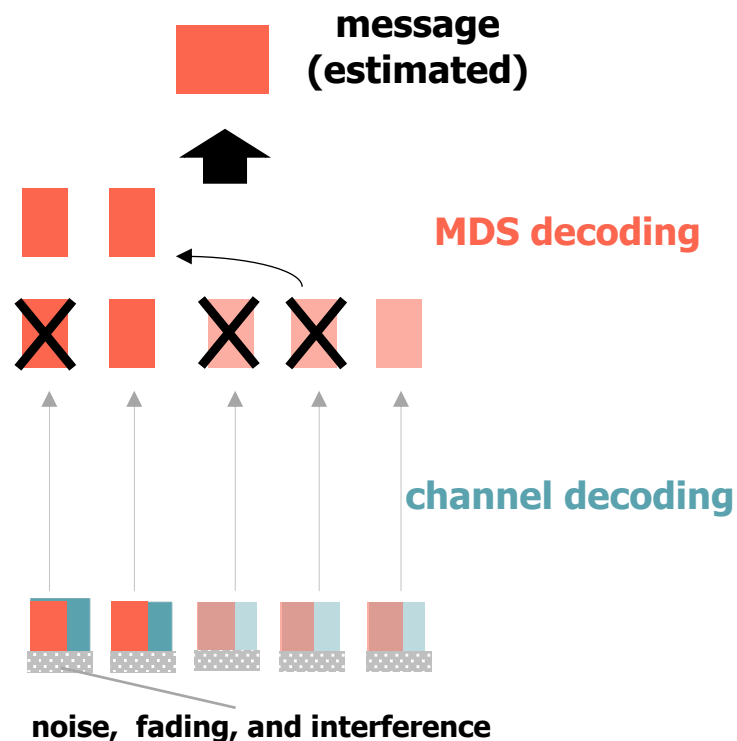 message
(estimated)
MDS decoding
channel decoding
noise, fading, and interference